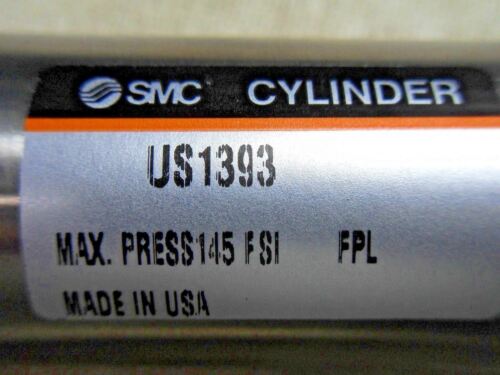 SMC CYLINDER
US1393
MAX. PRESS145 PSI FPL
MADE IN USA